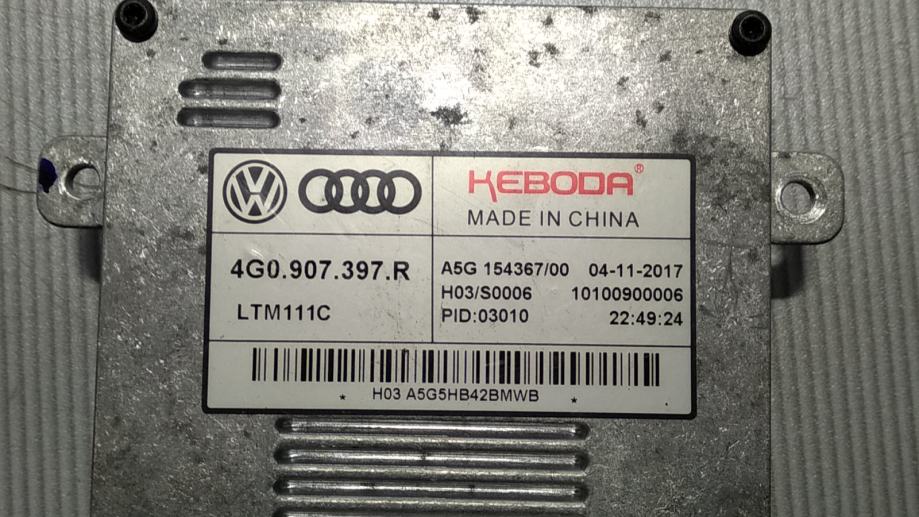 KEBODA®
MADE IN CHINA
4G0.907.397.R
LTM111C
A5G 154367/00 04-11-2017
H03/S0006 10100900006
PID:03010 22:49:24
* H03 A5G5HB42BMWB *